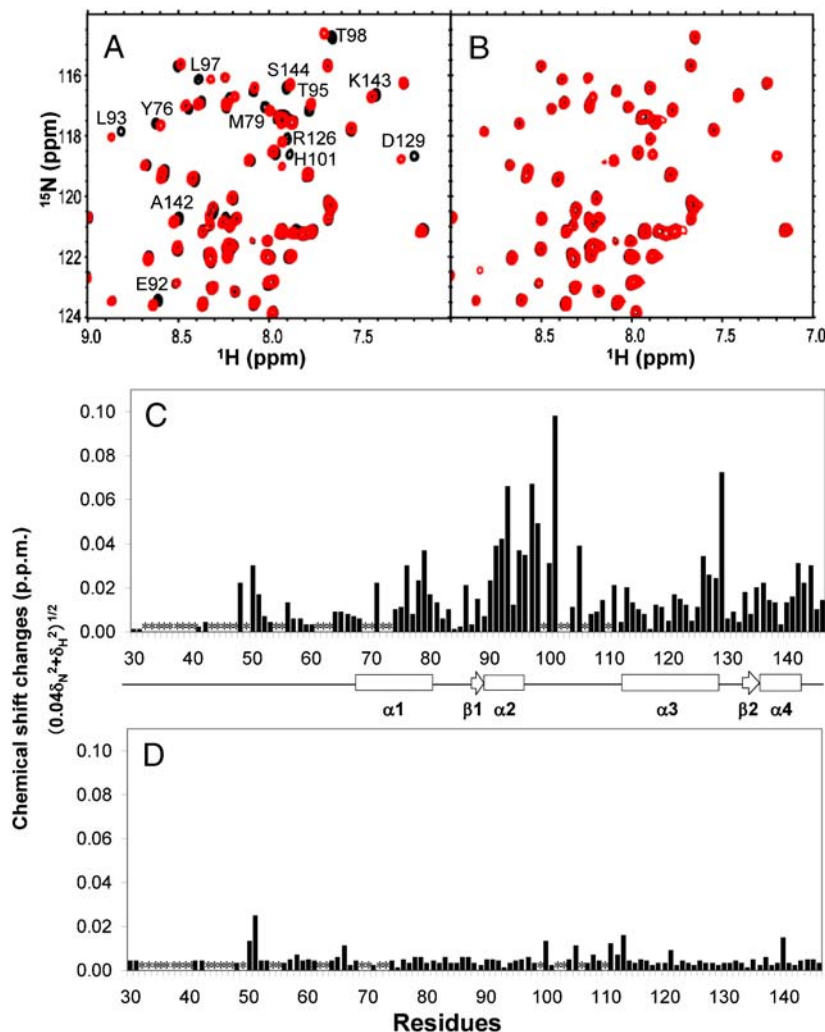 A
B
T98
L97
S144
K143
T95
L93
Y76
M79
R126
D129
H101
A142
E92
¹⁵N (ppm)
116
118
120
122
124
9.0 8.5 8.0 7.5
9.0 8.5 8.0 7.5 7.0
¹H (ppm)
¹H (ppm)
C
0.10
0.08
0.06
0.04
0.02
0.00
****************
30 40 50 60 70 80 90 100 110 120 130 140
α1 β1 α2 α3 β2 α4
Chemical shift changes (p.p.m.)
(0.04δN²+δH²)¹/²
D
0.10
0.08
0.06
0.04
0.02
0.00
30 40 50 60 70 80 90 100 110 120 130 140
Residues